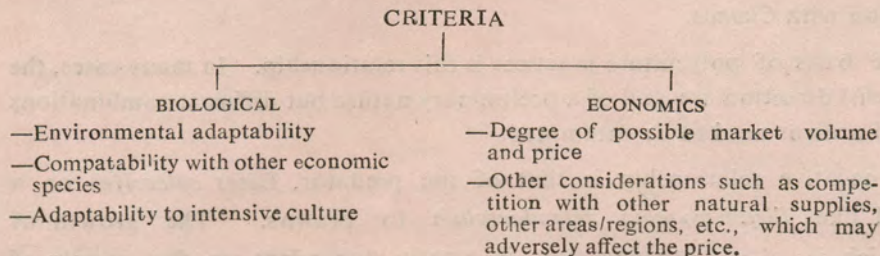 CRITERIA
BIOLOGICAL
—Environmental adaptability
—Compatability with other economic
species
—Adaptability to intensive culture
ECONOMICS
—Degree of possible market volume
and price
—Other considerations such as compe-
tition with other natural supplies,
other areas/regions, etc., which may
adversely affect the price.